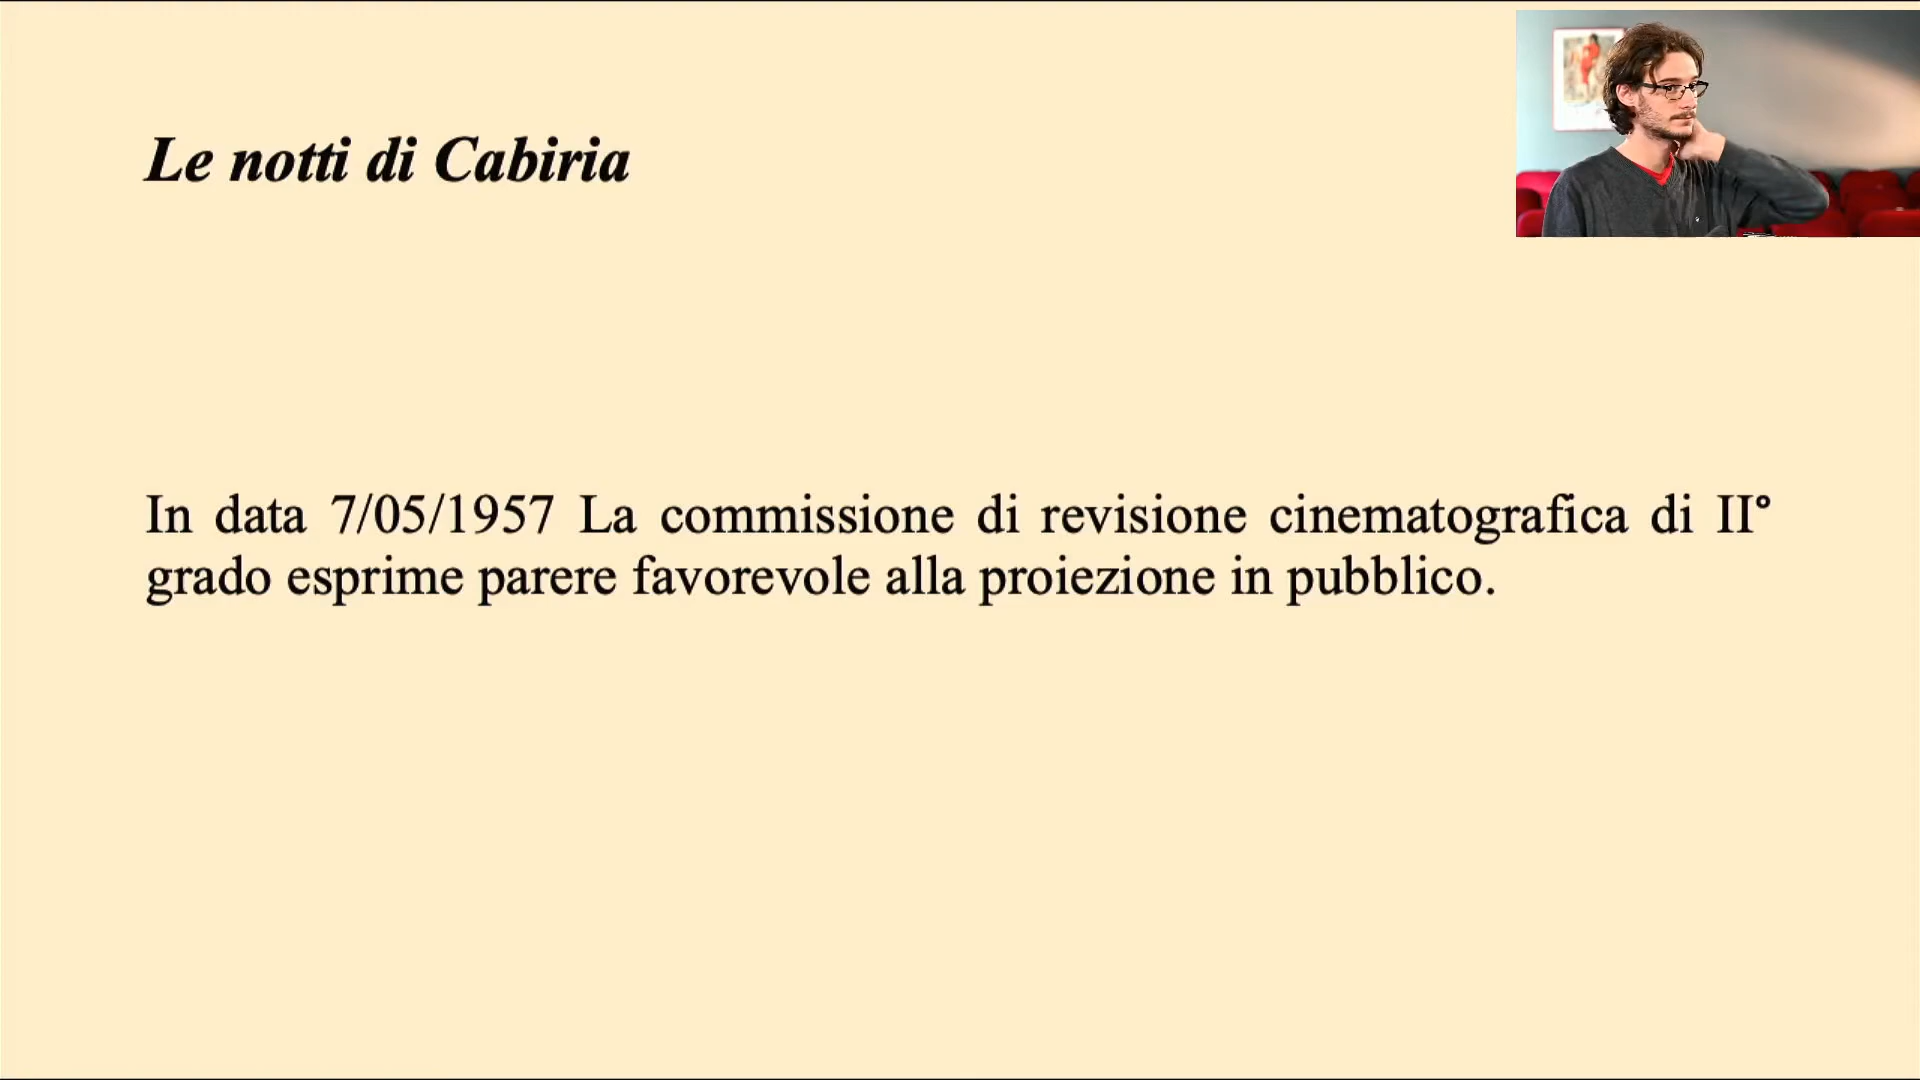 Le notti di Cabiria
In data 7/05/1957 La commissione di revisione cinematografica di II°
grado esprime parere favorevole alla proiezione in pubblico.